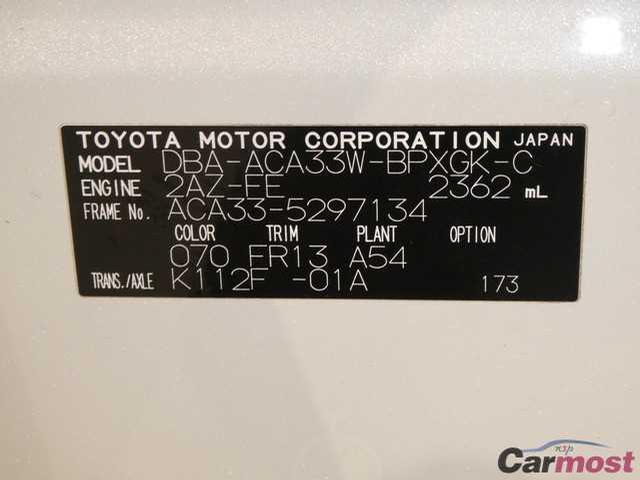 TOYOTA MOTOR CORPORATION JAPAN
MODEL DBA-ACA33W-BPXGK-C
ENGINE 2AZ-FE 2362 mL
FRAME No. ACA33-5297134
COLOR TRIM PLANT OPTION
070 FR13 A54
TRANS./AXLE K112F -01A 173
nsp
Carmost